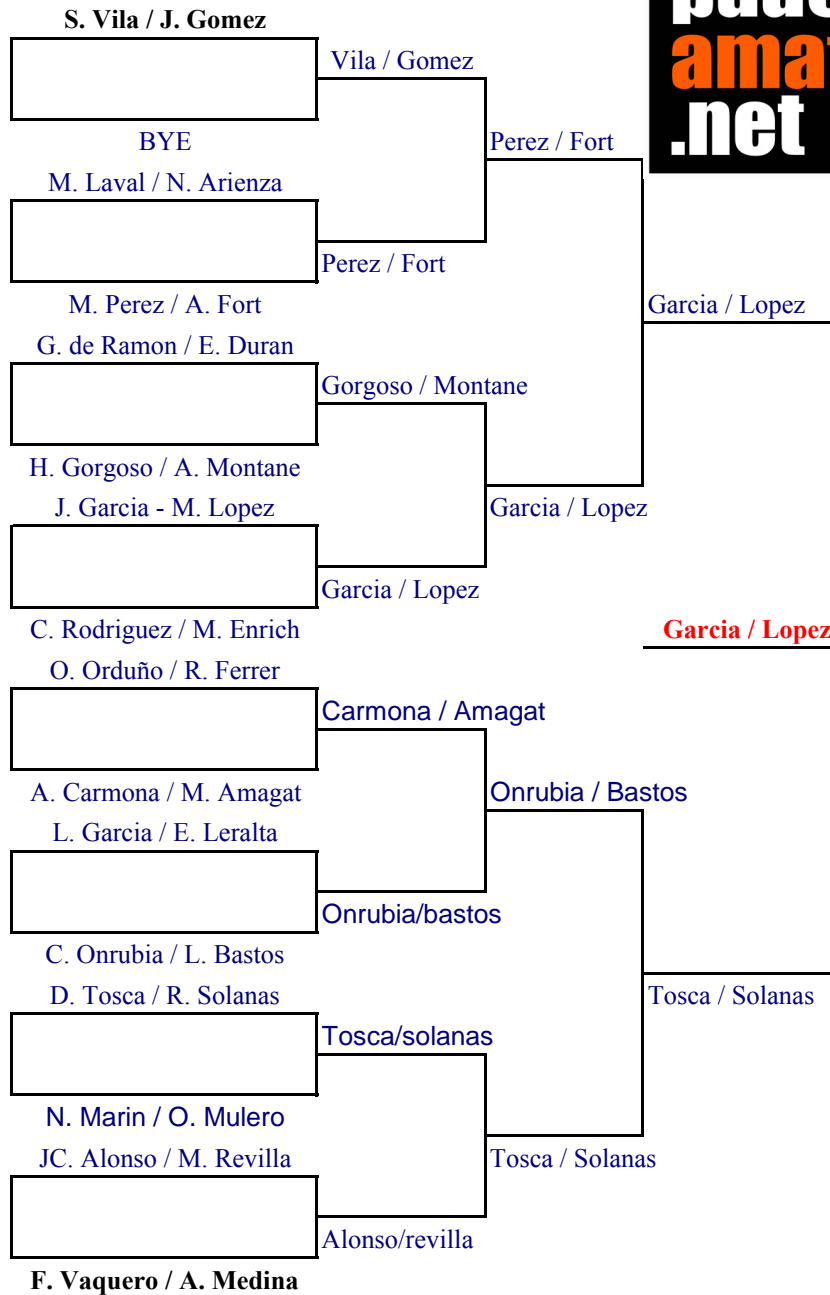 S. Vila / J. Gomez
Vila / Gomez
BYE
Perez / Fort
.net
M. Laval / N. Arienza
Perez / Fort
M. Perez / A. Fort
Garcia / Lopez
G. de Ramon / E. Duran
Gorgoso / Montane
H. Gorgoso / A. Montane
J. Garcia - M. Lopez
Garcia / Lopez
Garcia / Lopez
C. Rodriguez / M. Enrich
Garcia / Lopez
O. Orduño / R. Ferrer
Carmona / Amagat
A. Carmona / M. Amagat
Onrubia / Bastos
L. Garcia / E. Leralta
Onrubia/bastos
C. Onrubia / L. Bastos
D. Tosca / R. Solanas
Tosca / Solanas
Tosca/solanas
N. Marin / O. Mulero
JC. Alonso / M. Revilla
Tosca / Solanas
Alonso/revilla
F. Vaquero / A. Medina